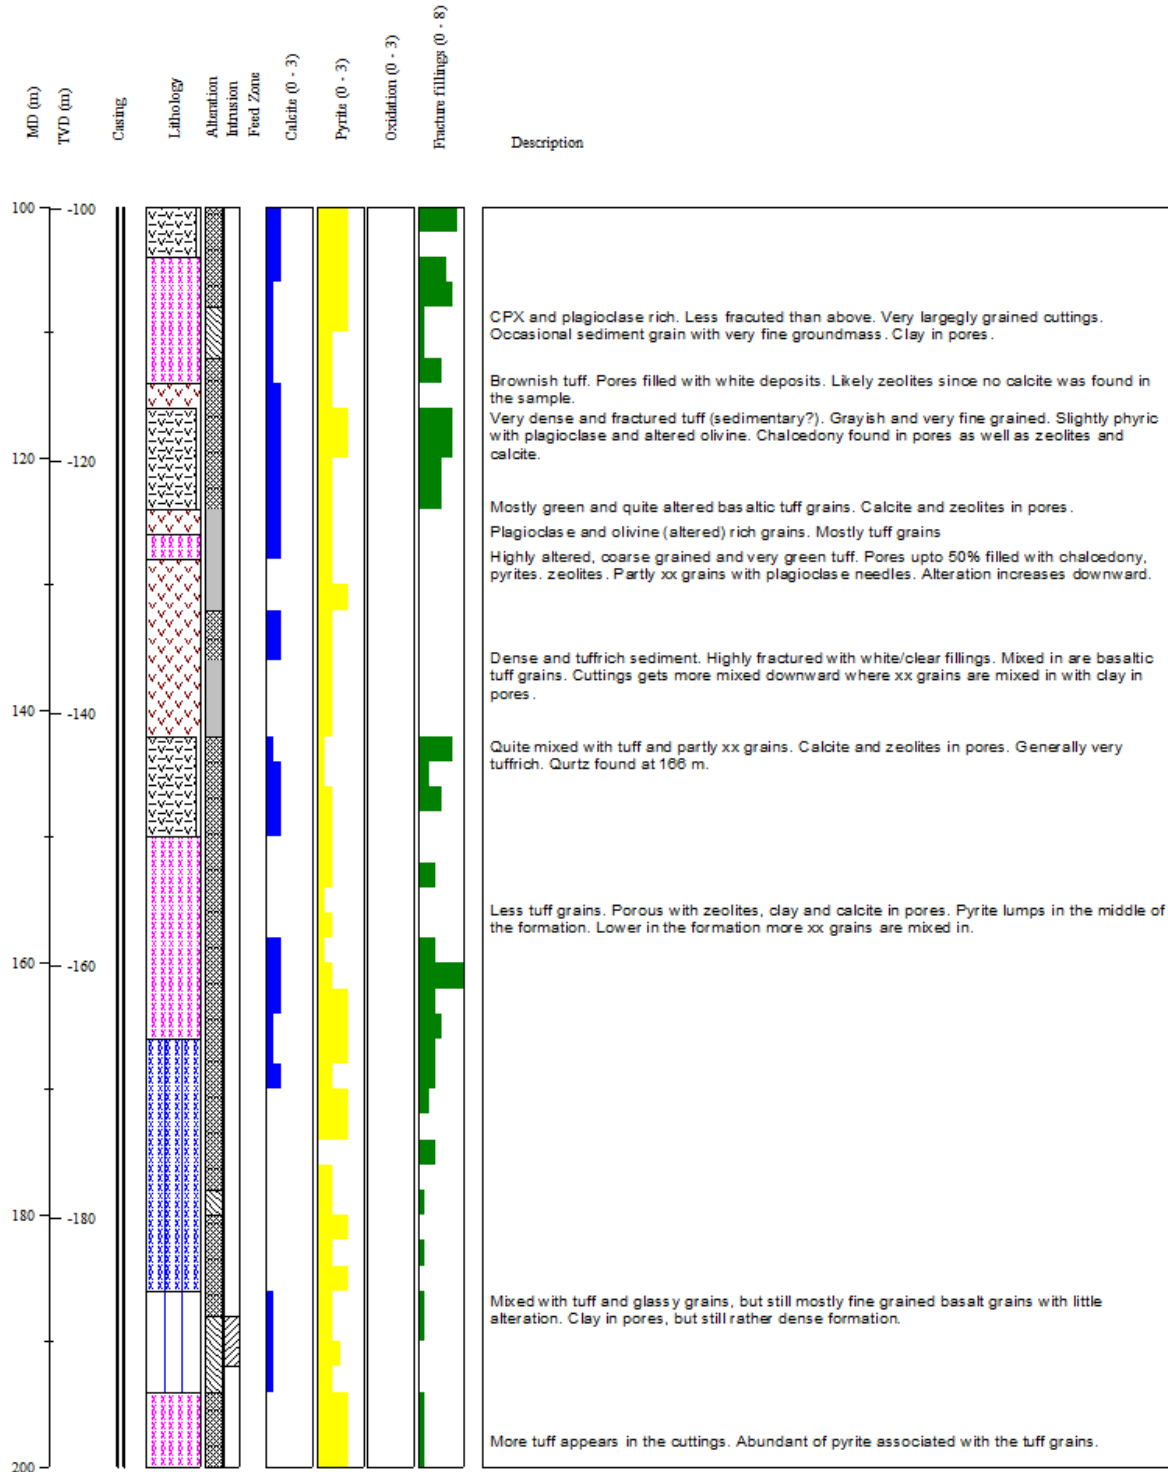 MD (m)
TVD (m)
Casing
Lithology
Alteration
Intrusion
Feed Zone
Calcite (0 - 3)
Pyrite (0 - 3)
Oxidation (0 - 3)
Fracture fillings (0 - 8)
Description
100
-100
CPX and plagioclase rich. Less fracuted than above. Very largegly grained cuttings.
Occasional sediment grain with very fine groundmass. Clay in pores.
Brownish tuff. Pores filled with white deposits. Likely zeolites since no calcite was found in
the sample.
Very dense and fractured tuff (sedimentary?). Grayish and very fine grained. Slightly phyric
with plagioclase and altered olivine. Chalcedony found in pores as well as zeolites and
calcite.
120
-120
Mostly green and quite altered basaltic tuff grains. Calcite and zeolites in pores.
Plagioclase and olivine (altered) rich grains. Mostly tuff grains
Highly altered, coarse grained and very green tuff. Pores upto 50% filled with chalcedony,
pyrites. zeolites. Partly xx grains with plagioclase needles. Alteration increases downward.
Dense and tuffrich sediment. Highly fractured with white/clear fillings. Mixed in are basaltic
tuff grains. Cuttings gets more mixed downward where xx grains are mixed in with clay in
pores.
140
-140
Quite mixed with tuff and partly xx grains. Calcite and zeolites in pores. Generally very
tuffrich. Qurtz found at 166 m.
Less tuff grains. Porous with zeolites, clay and calcite in pores. Pyrite lumps in the middle of
the formation. Lower in the formation more xx grains are mixed in.
160
-160
180
-180
Mixed with tuff and glassy grains, but still mostly fine grained basalt grains with little
alteration. Clay in pores, but still rather dense formation.
More tuff appears in the cuttings. Abundant of pyrite associated with the tuff grains.
200